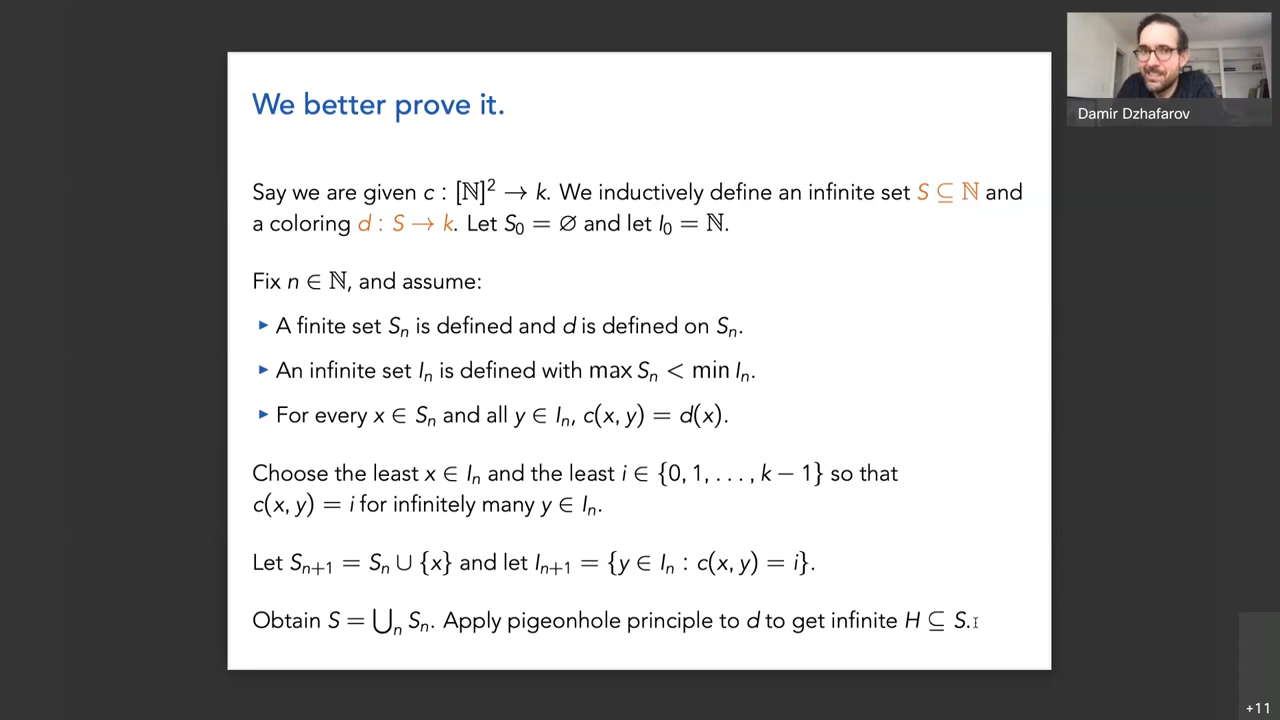 We better prove it.
Damir Dzhafarov
Say we are given c : [ℕ]² → k. We inductively define an infinite set S ⊆ ℕ and
a coloring d : S → k. Let S₀ = ∅ and let I₀ = ℕ.
Fix n ∈ ℕ, and assume:
▸ A finite set Sₙ is defined and d is defined on Sₙ.
▸ An infinite set Iₙ is defined with max Sₙ < min Iₙ.
▸ For every x ∈ Sₙ and all y ∈ Iₙ, c(x, y) = d(x).
Choose the least x ∈ Iₙ and the least i ∈ {0, 1, . . . , k − 1} so that
c(x, y) = i for infinitely many y ∈ Iₙ.
Let Sₙ₊₁ = Sₙ ∪ {x} and let Iₙ₊₁ = {y ∈ Iₙ : c(x, y) = i}.
Obtain S = ⋃ₙ Sₙ. Apply pigeonhole principle to d to get infinite H ⊆ S.
+11